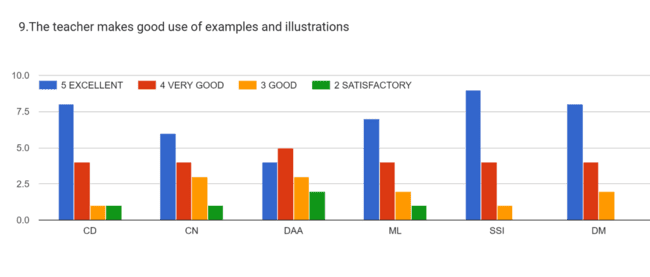 9.The teacher makes good use of examples and illustrations
10.0
5 EXCELLENT 4 VERY GOOD 3 GOOD 2 SATISFACTORY
7.5
5.0
2.5
0.0
CD CN DAA ML SSI DM